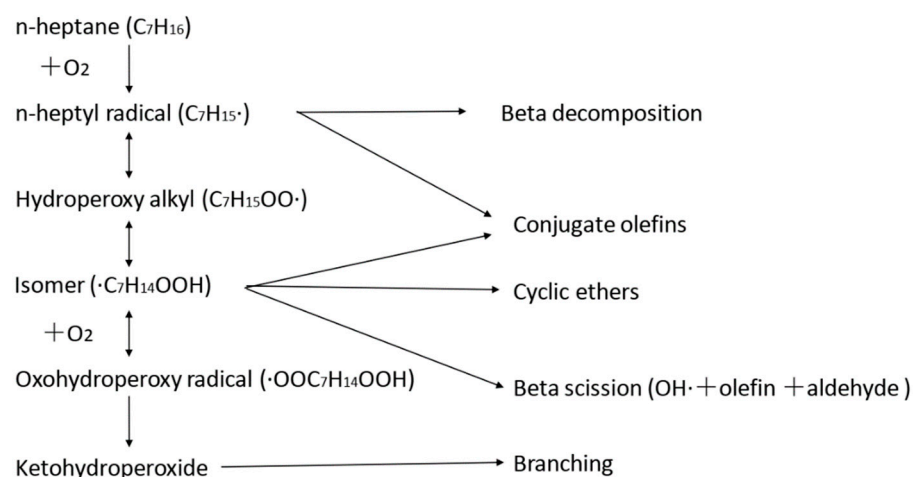 n-heptane (C₇H₁₆)
+O₂
n-heptyl radical (C₇H₁₅·)
Beta decomposition
Hydroperoxy alkyl (C₇H₁₅OO·)
Conjugate olefins
Isomer (·C₇H₁₄OOH)
Cyclic ethers
+O₂
Oxohydroperoxy radical (·OOC₇H₁₄OOH)
Beta scission (OH·+olefin +aldehyde )
Ketohydroperoxide
Branching